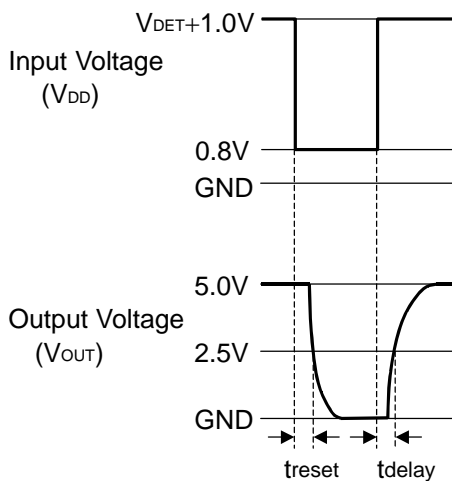 VDET+1.0V
Input Voltage
(VDD)
0.8V
GND
5.0V
Output Voltage
(VOUT)
2.5V
GND
treset
tdelay